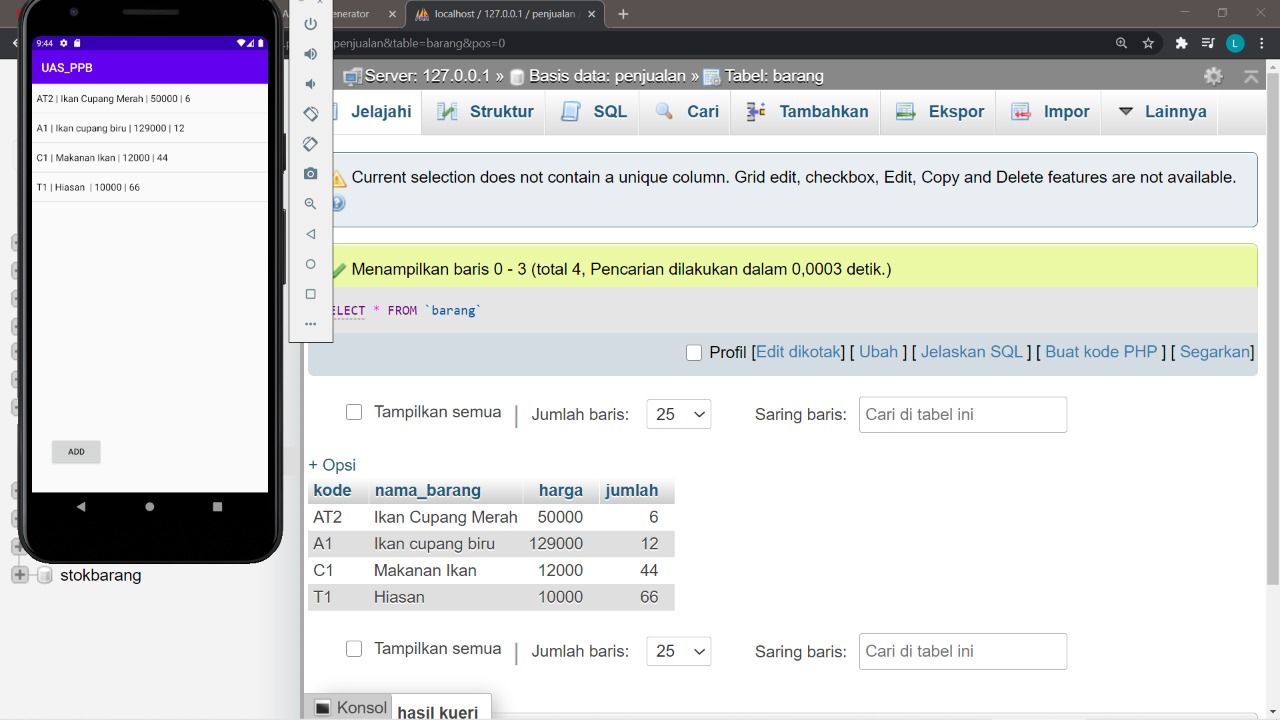 9:44
UAS_PPB
AT2 | Ikan Cupang Merah | 50000 | 6
A1 | Ikan cupang biru | 129000 | 12
C1 | Makanan Ikan | 12000 | 44
T1 | Hiasan | 10000 | 66
ADD
enerator
localhost / 127.0.0.1 / penjualan
penjualan&table=barang&pos=0
L
Server: 127.0.0.1 » Basis data: penjualan » Tabel: barang
Jelajahi Struktur SQL Cari Tambahkan Ekspor Impor Lainnya
Current selection does not contain a unique column. Grid edit, checkbox, Edit, Copy and Delete features are not available.
Menampilkan baris 0 - 3 (total 4, Pencarian dilakukan dalam 0,0003 detik.)
ELECT * FROM `barang`
Profil [Edit dikotak] [ Ubah ] [ Jelaskan SQL ] [ Buat kode PHP ] [ Segarkan]
Tampilkan semua | Jumlah baris: 25 Saring baris: Cari di tabel ini
+ Opsi
kode nama_barang harga jumlah
AT2 Ikan Cupang Merah 50000 6
A1 Ikan cupang biru 129000 12
C1 Makanan Ikan 12000 44
T1 Hiasan 10000 66
stokbarang
Tampilkan semua | Jumlah baris: 25 Saring baris: Cari di tabel ini
Konsol hasil kueri